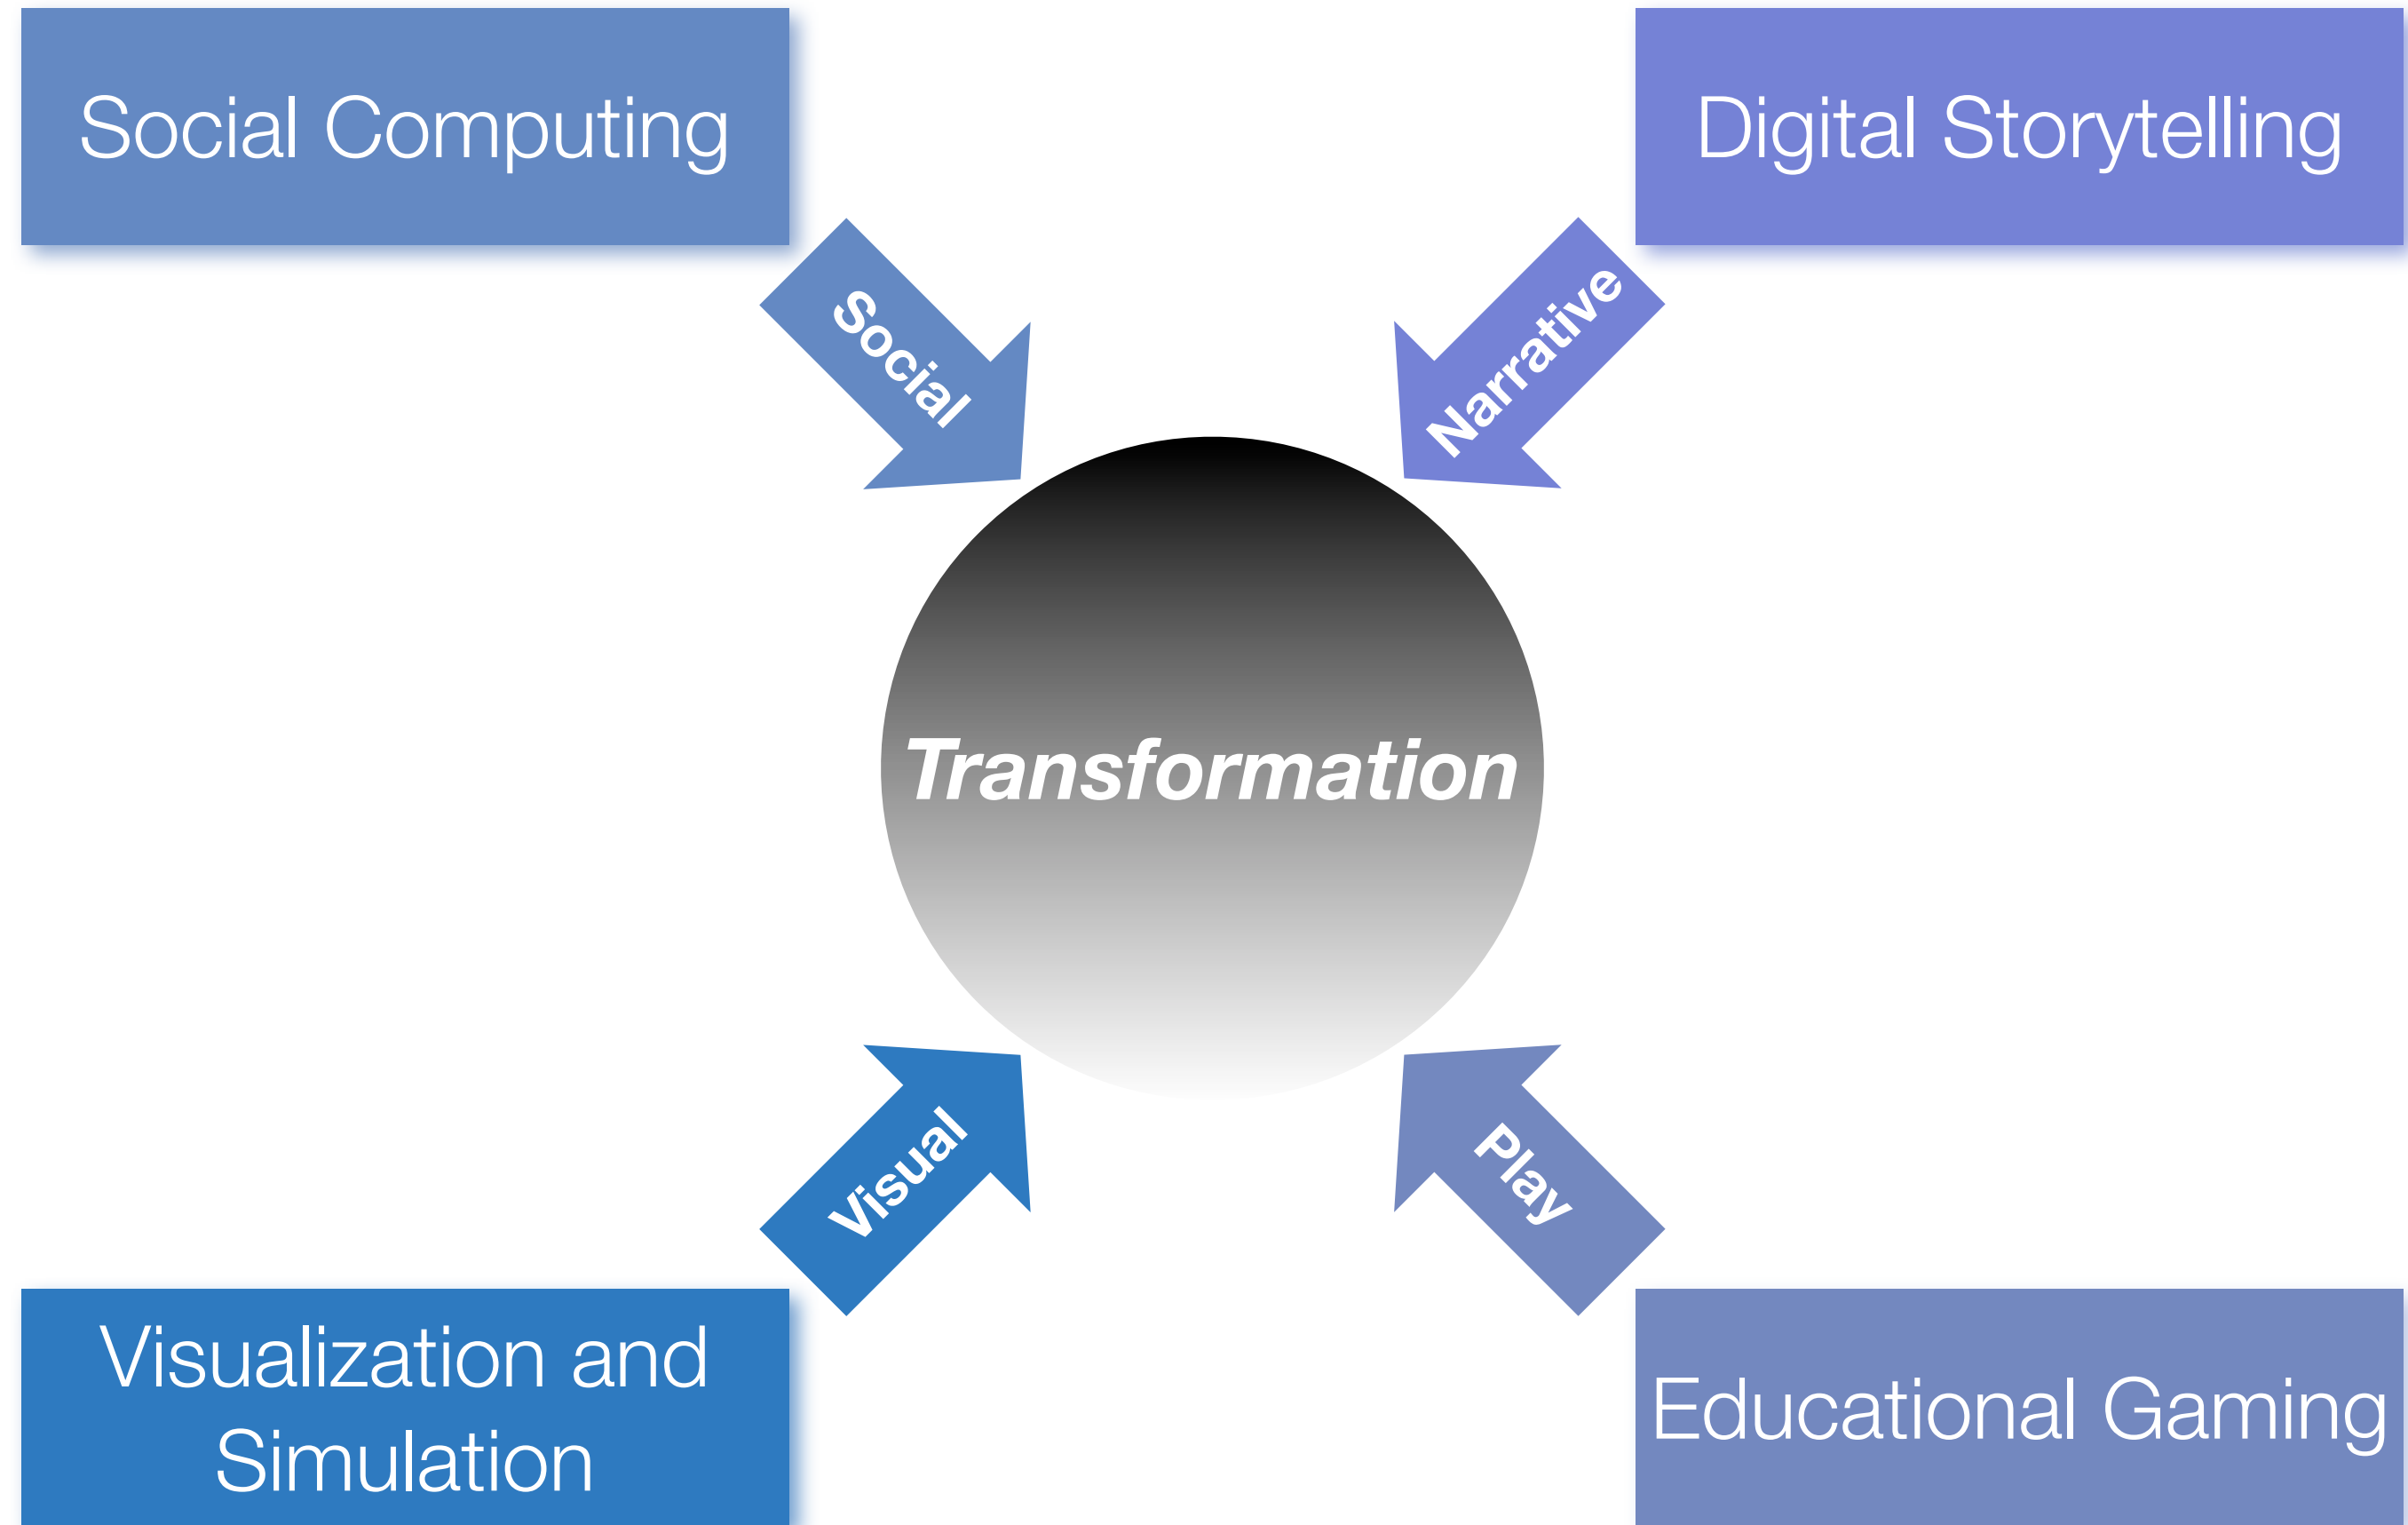 Social Computing
Digital Storytelling
Social
Narrative
Transformation
Visual
Play
Visualization and
Simulation
Educational Gaming